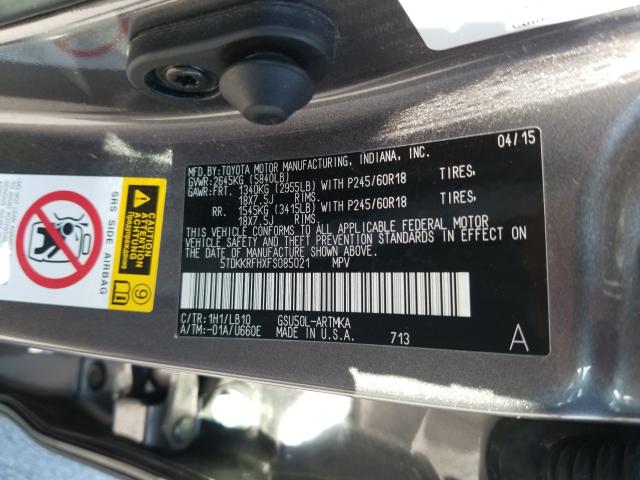 MFD.BY:TOYOTA MOTOR MANUFACTURING, INDIANA, INC. 04/15
GVWR:2645KG (5840LB)
GAWR:FRT. 1340KG (2955LB) WITH P245/60R18 TIRES,
18X7.5J RIMS.
RR. 1545KG (3415LB) WITH P245/60R18 TIRES,
18X7.5J RIMS.
THIS VEHICLE CONFORMS TO ALL APPLICABLE FEDERAL MOTOR
VEHICLE SAFETY AND THEFT PREVENTION STANDARDS IN EFFECT ON
THE DATE OF MANUFACTURE SHOWN ABOVE.
5TDKKRFHXFS085021 MPV
C/TR:1H1/LB10 GSU50L-ARTMKA
A/TM:-01A/U660E MADE IN U.S.A. 713
A
SRS SIDE AIRBAG
CAUTION
9